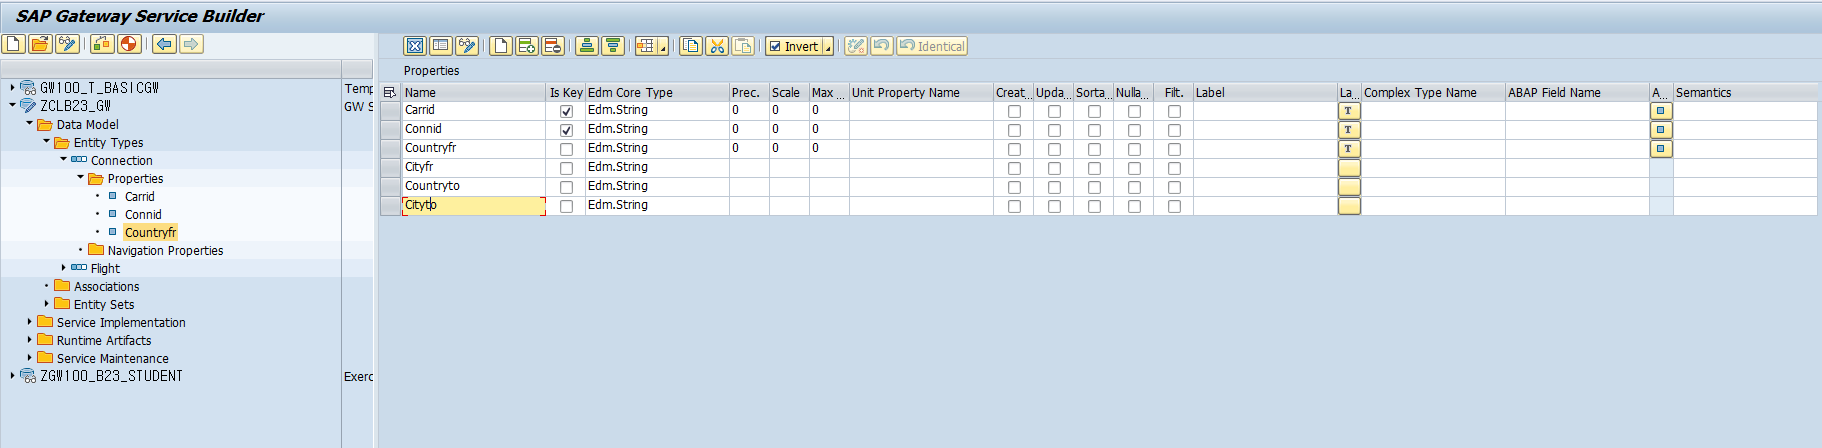 SAP Gateway Service Builder
Invert
Identical
Properties
Name Is Key Edm Core Type Prec. Scale Max ... Unit Property Name Creat... Upda... Sorta... Nulla... Filt. Label La... Complex Type Name ABAP Field Name A... Semantics
Carrid Edm.String 0 0 0 T
Connid Edm.String 0 0 0 T
Countryfr Edm.String 0 0 0 T
Cityfr Edm.String
Countryto Edm.String
Cityto Edm.String
GW100_T_BASICGW Temp
ZCLB23_GW GW S
Data Model
Entity Types
Connection
Properties
Carrid
Connid
Countryfr
Navigation Properties
Flight
Associations
Entity Sets
Service Implementation
Runtime Artifacts
Service Maintenance
ZGW100_B23_STUDENT Exerc